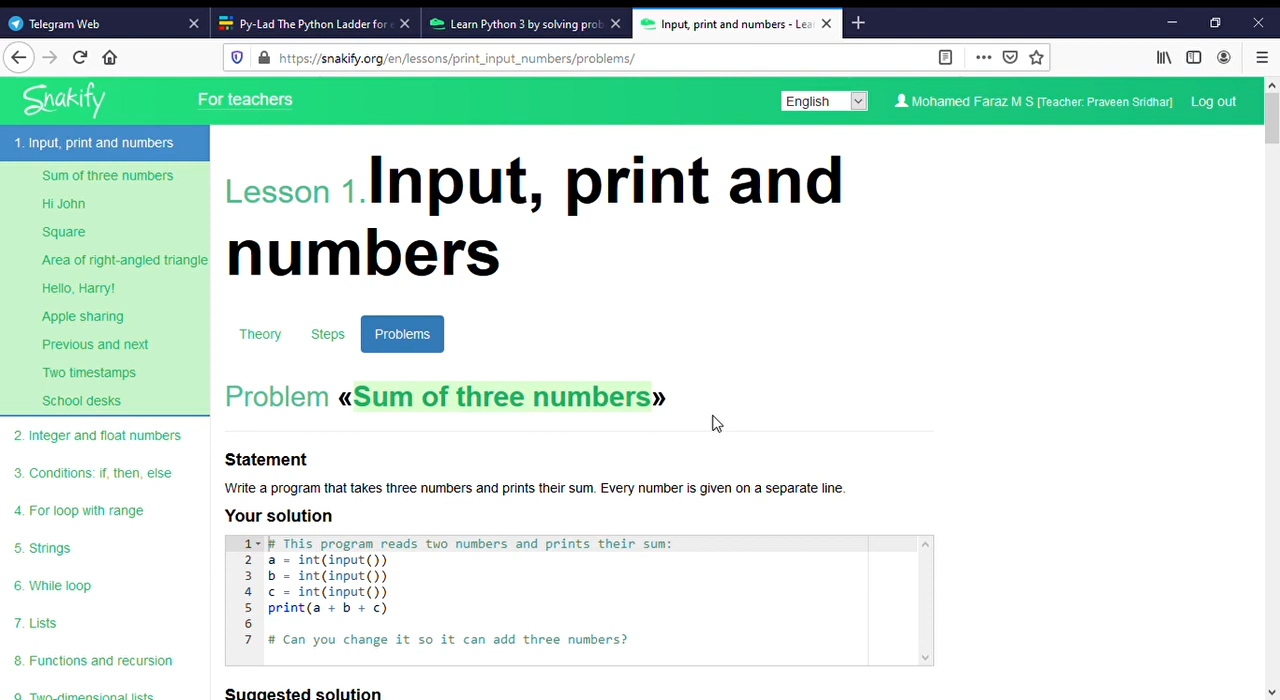 Telegram Web
Py-Lad The Python Ladder for
Learn Python 3 by solving prob
Input, print and numbers - Lea
https://snakify.org/en/lessons/print_input_numbers/problems/
Snakify
For teachers
English
Mohamed Faraz M S [Teacher: Praveen Sridhar]
Log out
1. Input, print and numbers
Sum of three numbers
Hi John
Square
Area of right-angled triangle
Hello, Harry!
Apple sharing
Previous and next
Two timestamps
School desks
2. Integer and float numbers
3. Conditions: if, then, else
4. For loop with range
5. Strings
6. While loop
7. Lists
8. Functions and recursion
9. Two-dimensional lists
Lesson 1. Input, print and
numbers
Theory
Steps
Problems
Problem «Sum of three numbers»
Statement
Write a program that takes three numbers and prints their sum. Every number is given on a separate line.
Your solution
1 # This program reads two numbers and prints their sum:
2 a = int(input())
3 b = int(input())
4 c = int(input())
5 print(a + b + c)
6
7 # Can you change it so it can add three numbers?
Suggested solution